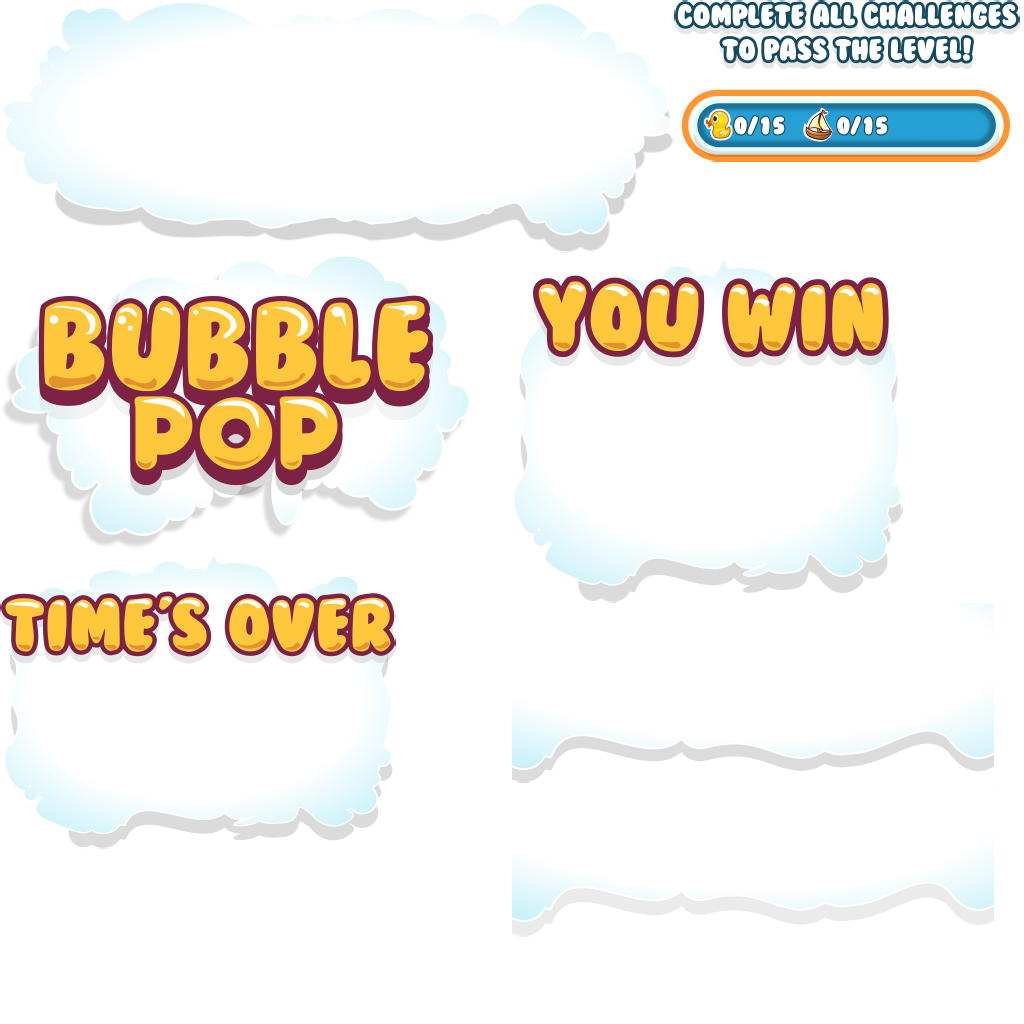 COMPLETE ALL CHALLENGES
TO PASS THE LEVEL!
0/15 0/15
BUBBLE
POP
YOU WIN
TIME'S OVER